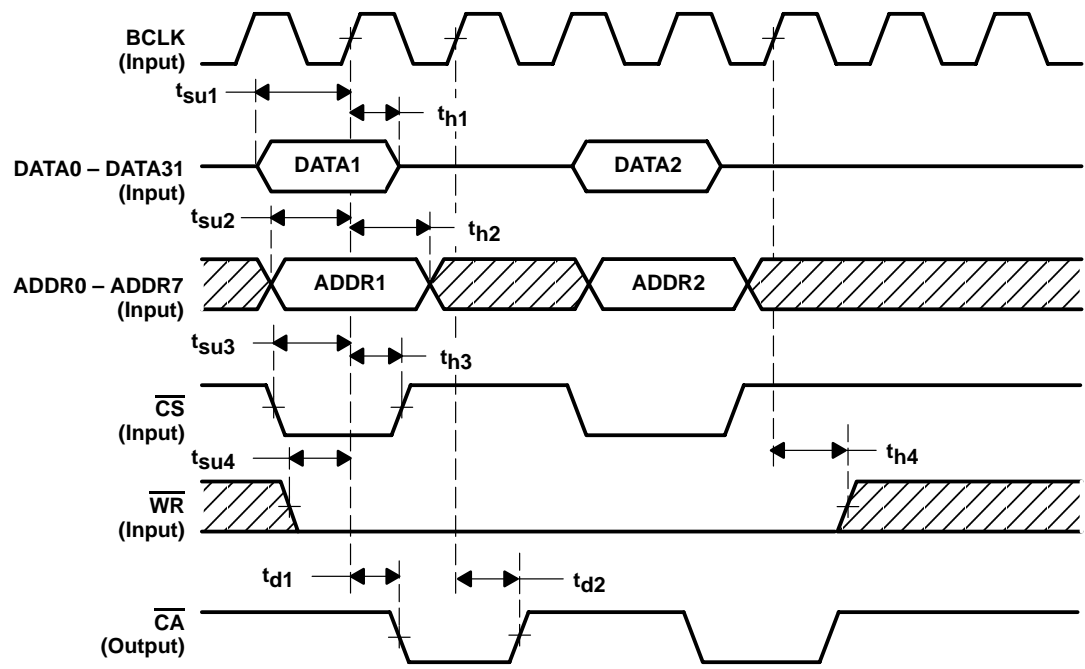 BCLK
(Input)
tsu1
th1
DATA0 – DATA31
(Input)
DATA1
DATA2
tsu2
th2
ADDR0 – ADDR7
(Input)
ADDR1
ADDR2
tsu3
th3
CS
(Input)
tsu4
th4
WR
(Input)
td1
td2
CA
(Output)